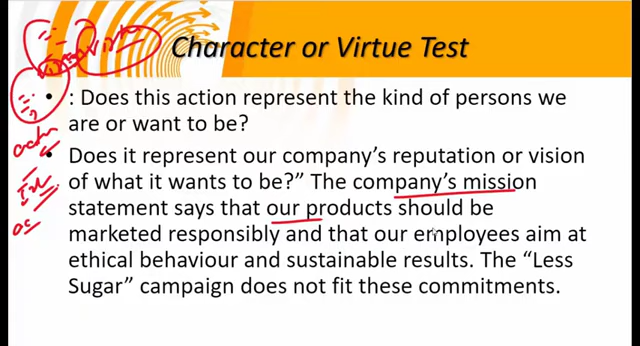 Character or Virtue Test
• : Does this action represent the kind of persons we
are or want to be?
• Does it represent our company’s reputation or vision
of what it wants to be?” The company’s mission
statement says that our products should be
marketed responsibly and that our employees aim at
ethical behaviour and sustainable results. The “Less
Sugar” campaign does not fit these commitments.